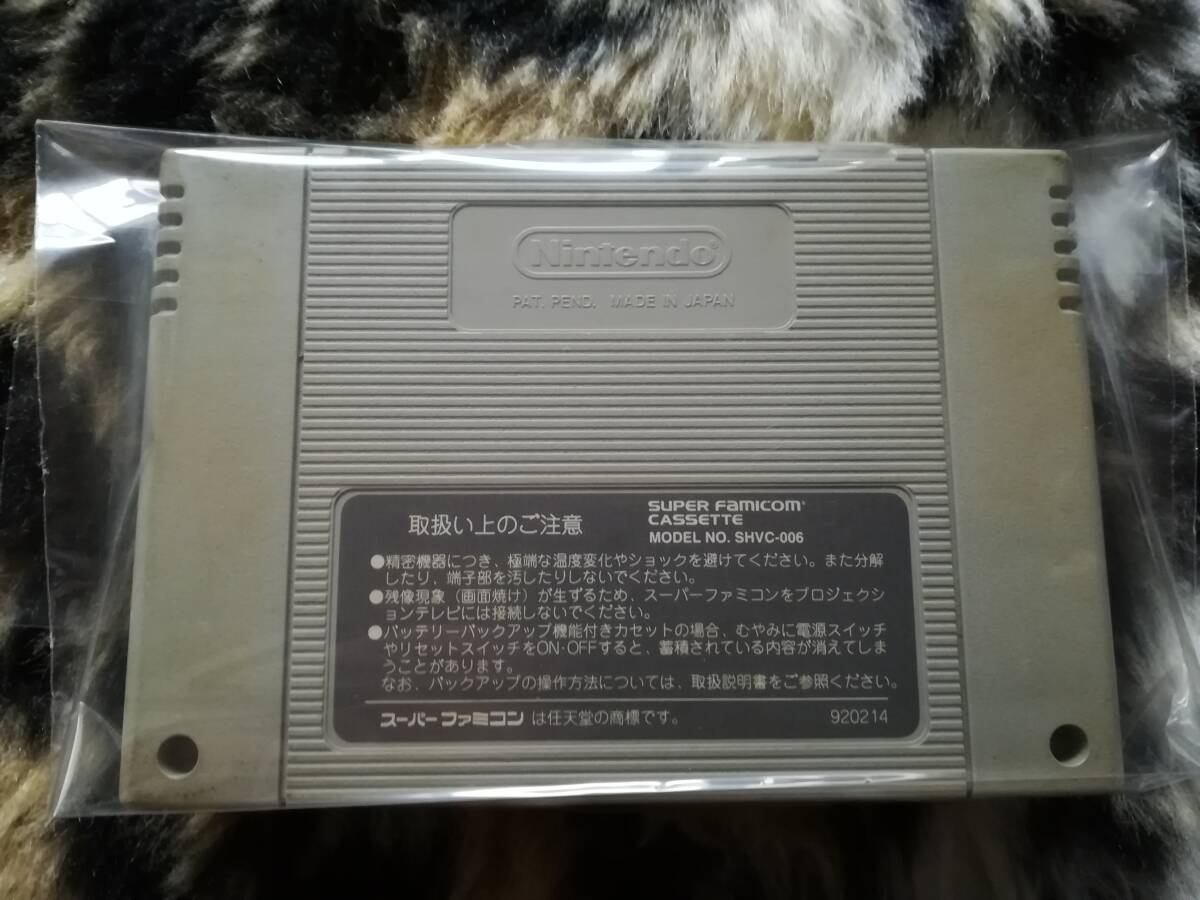 Nintendo®
PAT. PEND. MADE IN JAPAN
取扱い上のご注意
SUPER FAMICOM
CASSETTE
MODEL NO. SHVC-006
●精密機器につき、極端な温度変化やショックを避けてください。また分解
したり、端子部を汚したりしないでください。
●残像現象（画面焼け）が生ずるため、スーパーファミコンをプロジェクシ
ョンテレビには接続しないでください。
●バッテリーバックアップ機能付きカセットの場合、むやみに電源スイッチ
やリセットスイッチをON・OFFすると、蓄積されている内容が消えてしま
うことがあります。
なお、バックアップの操作方法については、取扱説明書をご参照ください。
スーパーファミコン は任天堂の商標です。 920214